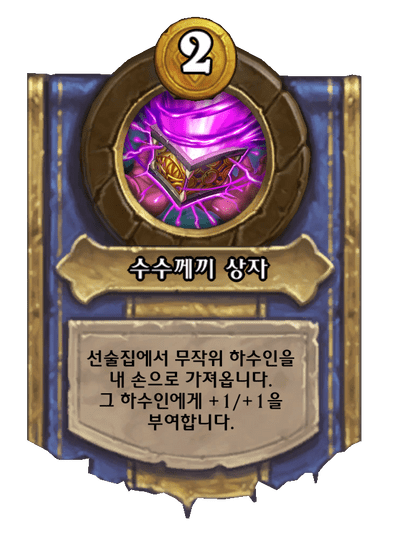 2
수수께끼 상자
선술집에서 무작위 하수인을
내 손으로 가져옵니다.
그 하수인에게 +1/+1을
부여합니다.